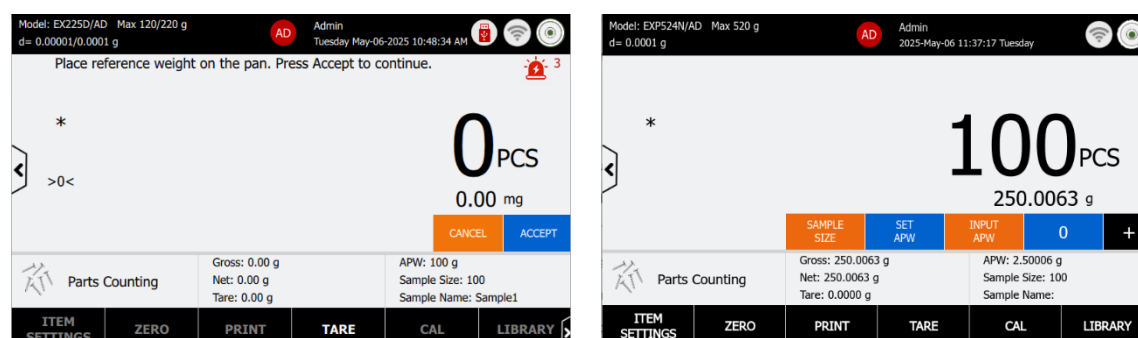 Model: EX225D/AD Max 120/220 g
d= 0.00001/0.0001 g
AD
Admin
Tuesday May-06-2025 10:48:34 AM
Place reference weight on the pan. Press Accept to continue.
3
*
0 PCS
>0<
0.00 mg
CANCEL
ACCEPT
Parts Counting
Gross: 0.00 g
Net: 0.00 g
Tare: 0.00 g
APW: 100 g
Sample Size: 100
Sample Name: Sample1
ITEM
SETTINGS
ZERO
PRINT
TARE
CAL
LIBRARY
Model: EXP524N/AD Max 520 g
d= 0.0001 g
AD
Admin
2025-May-06 11:37:17 Tuesday
*
100 PCS
250.0063 g
SAMPLE
SIZE
SET
APW
INPUT
APW
0
+
Parts Counting
Gross: 250.0063 g
Net: 250.0063 g
Tare: 0.0000 g
APW: 2.50006 g
Sample Size: 100
Sample Name:
ITEM
SETTINGS
ZERO
PRINT
TARE
CAL
LIBRARY